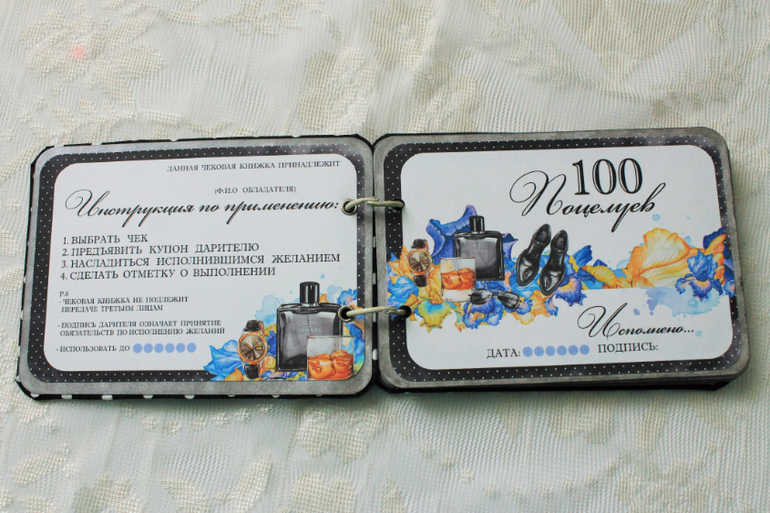 ДАННАЯ ЧЕКОВАЯ КНИЖКА ПРИНАДЛЕЖИТ
(Ф.И.О ОБЛАДАТЕЛЯ)
Инструкция по применению:
1. ВЫБРАТЬ ЧЕК
2. ПРЕДЪЯВИТЬ КУПОН ДАРИТЕЛЮ
3. НАСЛАДИТЬСЯ ИСПОЛНИВШИМСЯ ЖЕЛАНИЕМ
4. СДЕЛАТЬ ОТМЕТКУ О ВЫПОЛНЕНИИ
P.S
- ЧЕКОВАЯ КНИЖКА НЕ ПОДЛЕЖИТ
ПЕРЕДАЧЕ ТРЕТЬИМ ЛИЦАМ
- ПОДПИСЬ ДАРИТЕЛЯ ОЗНАЧАЕТ ПРИНЯТИЕ
ОБЯЗАТЕЛЬСТВ ПО ИСПОЛНЕНИЮ ЖЕЛАНИЯ
- ИСПОЛЬЗОВАТЬ ДО
100
Поцелуев
Исполнено...
ДАТА: ПОДПИСЬ: